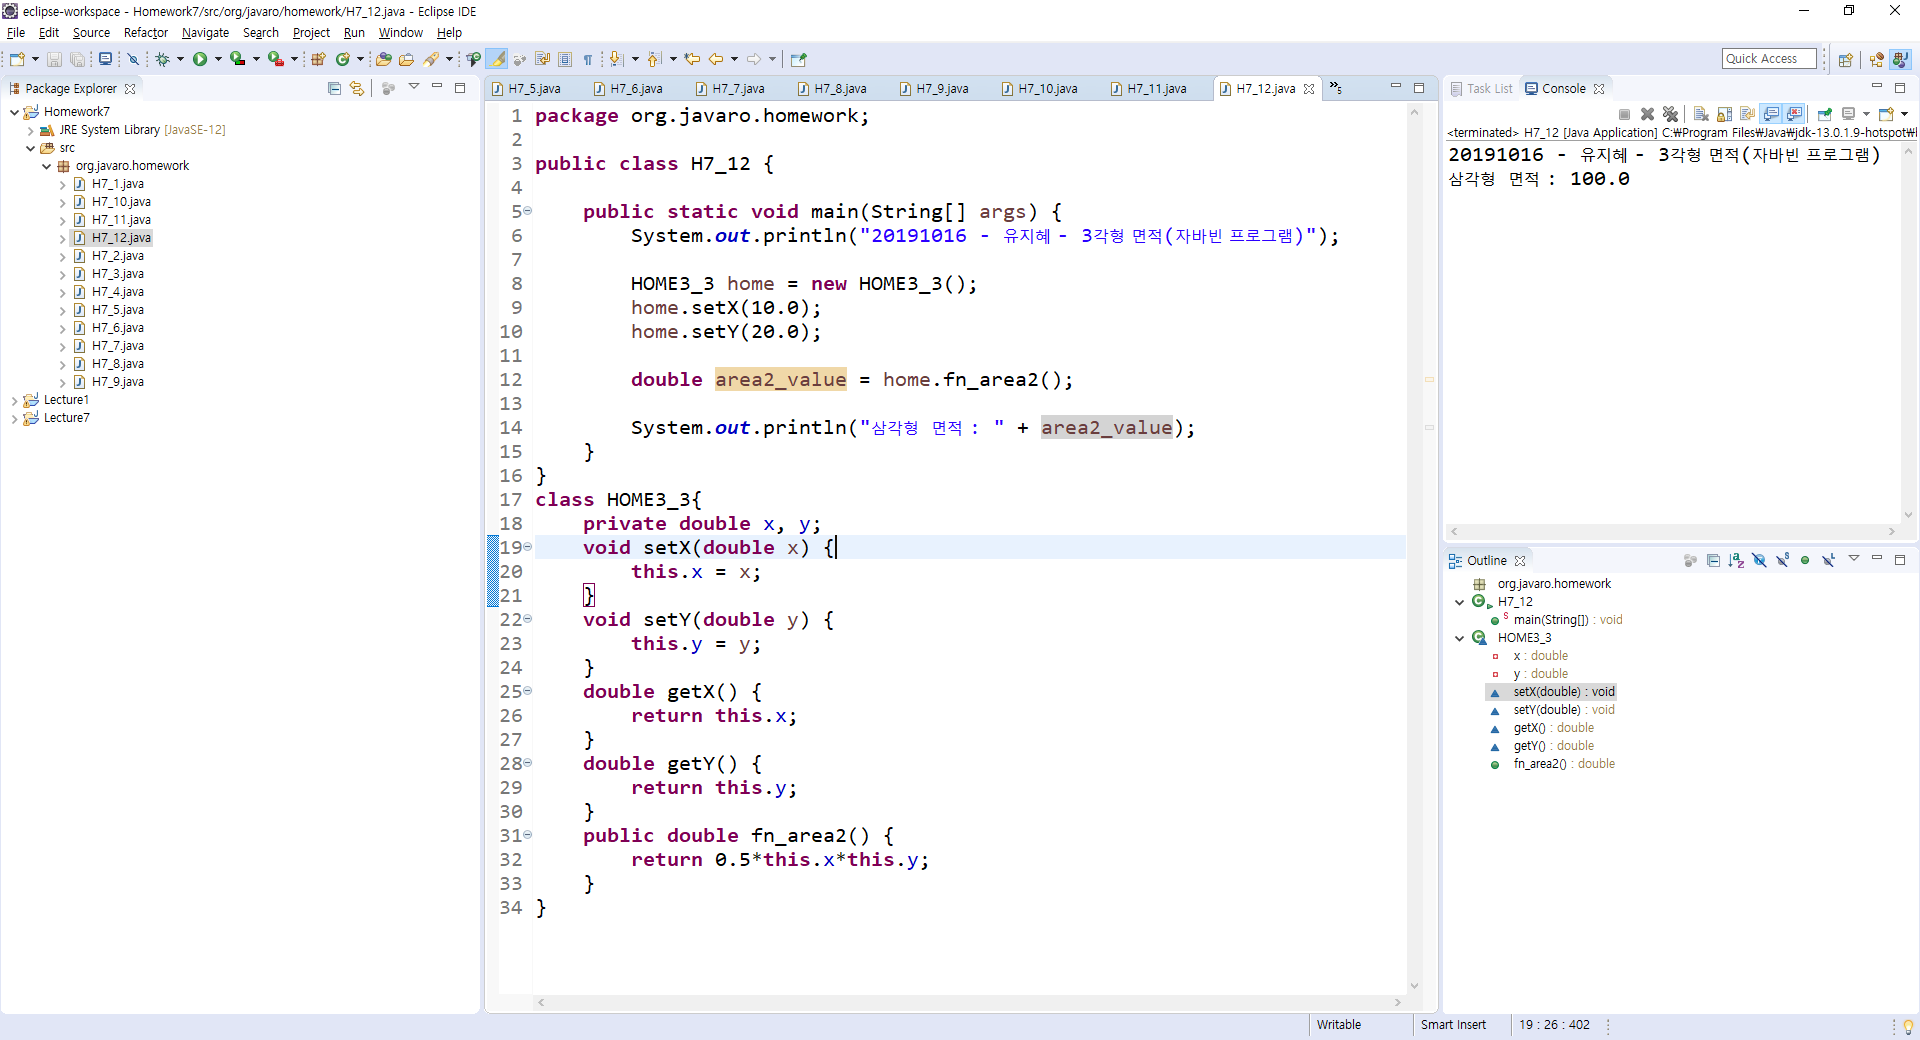 eclipse-workspace - Homework7/src/org/javaro/homework/H7_12.java - Eclipse IDE
File Edit Source Refactor Navigate Search Project Run Window Help
Quick Access
Package Explorer
Homework7
JRE System Library [JavaSE-12]
src
org.javaro.homework
H7_1.java
H7_10.java
H7_11.java
H7_12.java
H7_2.java
H7_3.java
H7_4.java
H7_5.java
H7_6.java
H7_7.java
H7_8.java
H7_9.java
Lecture1
Lecture7
H7_5.java H7_6.java H7_7.java H7_8.java H7_9.java H7_10.java H7_11.java H7_12.java »5
1 package org.javaro.homework;
2
3 public class H7_12 {
4
5 public static void main(String[] args) {
6 System.out.println("20191016 - 유지혜 - 3각형 면적(자바빈 프로그램)");
7
8 HOME3_3 home = new HOME3_3();
9 home.setX(10.0);
10 home.setY(20.0);
11
12 double area2_value = home.fn_area2();
13
14 System.out.println("삼각형 면적 : " + area2_value);
15 }
16 }
17 class HOME3_3{
18 private double x, y;
19 void setX(double x) {
20 this.x = x;
21 }
22 void setY(double y) {
23 this.y = y;
24 }
25 double getX() {
26 return this.x;
27 }
28 double getY() {
29 return this.y;
30 }
31 public double fn_area2() {
32 return 0.5*this.x*this.y;
33 }
34 }
Task List Console
<terminated> H7_12 [Java Application] C:₩Program Files₩Java₩jdk-13.0.1.9-hotspot₩
20191016 - 유지혜 - 3각형 면적(자바빈 프로그램)
삼각형 면적 : 100.0
Outline
org.javaro.homework
H7_12
main(String[]) : void
HOME3_3
x : double
y : double
setX(double) : void
setY(double) : void
getX() : double
getY() : double
fn_area2() : double
Writable Smart Insert 19 : 26 : 402